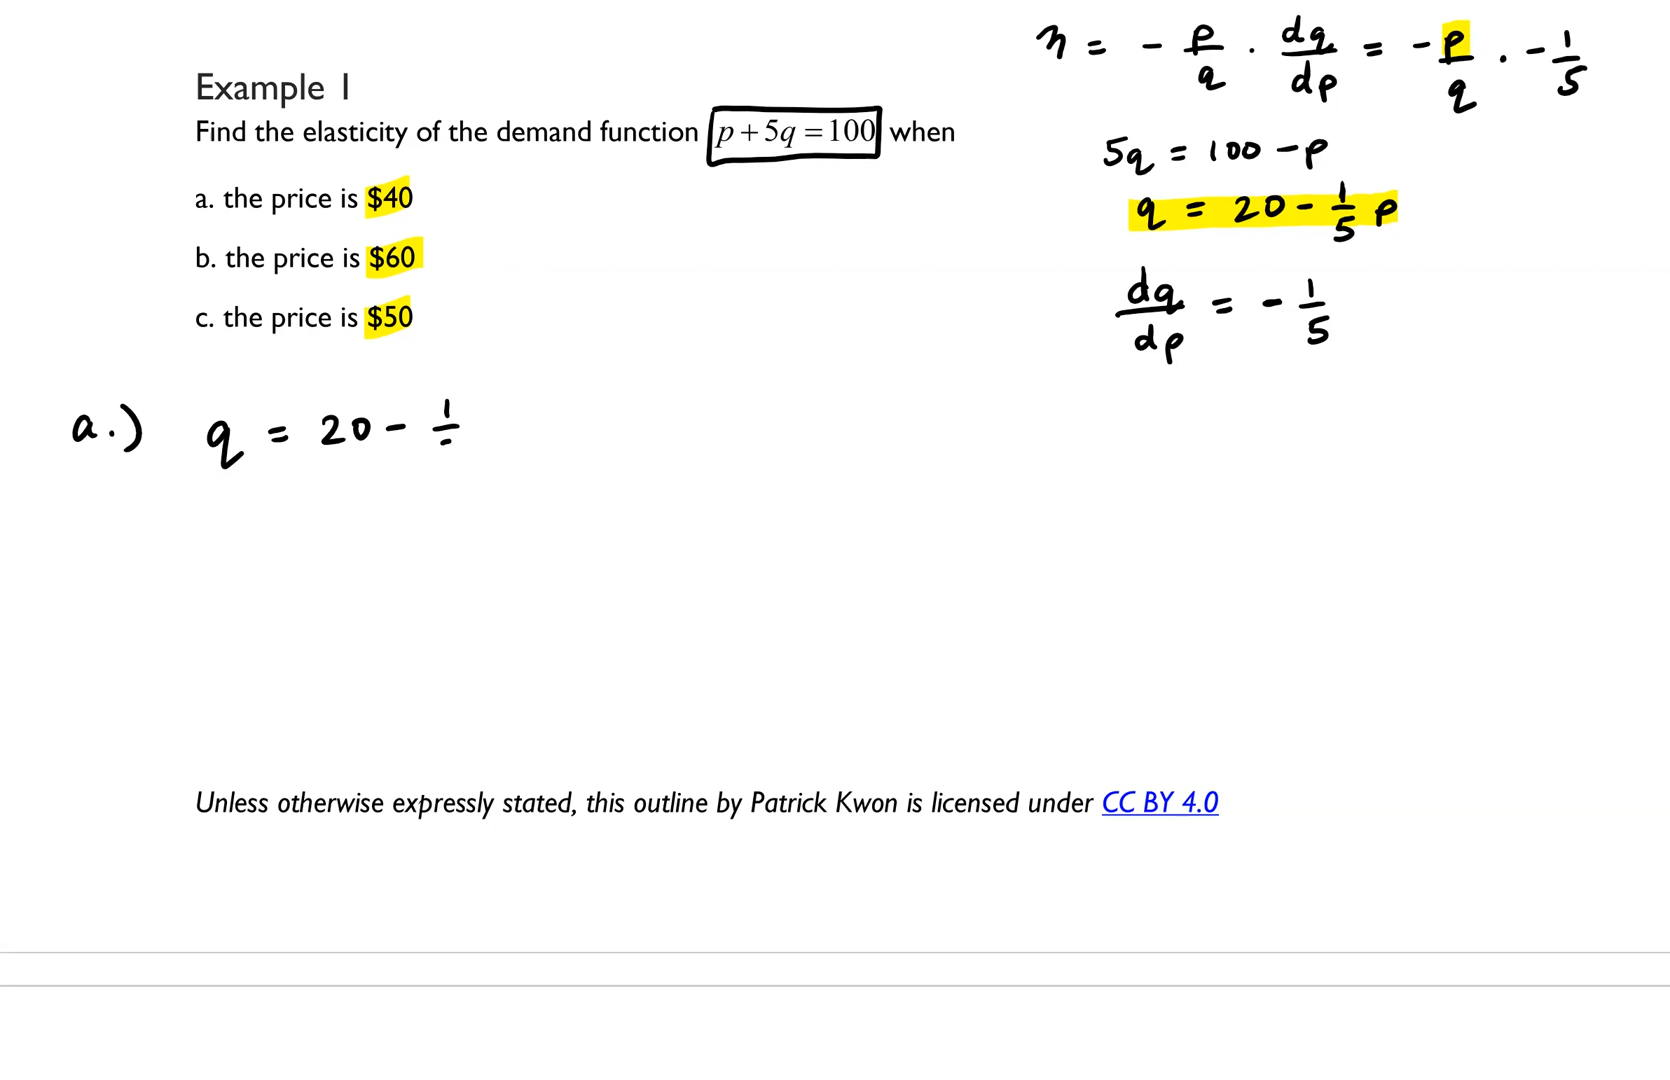 η = - p/q · dq/dp = - p/q · - 1/5
Example 1
Find the elasticity of the demand function p + 5q = 100 when
5q = 100 - p
a. the price is $40
q = 20 - 1/5 p
b. the price is $60
c. the price is $50
dq/dp = - 1/5
a.) q = 20 - 1
Unless otherwise expressly stated, this outline by Patrick Kwon is licensed under CC BY 4.0